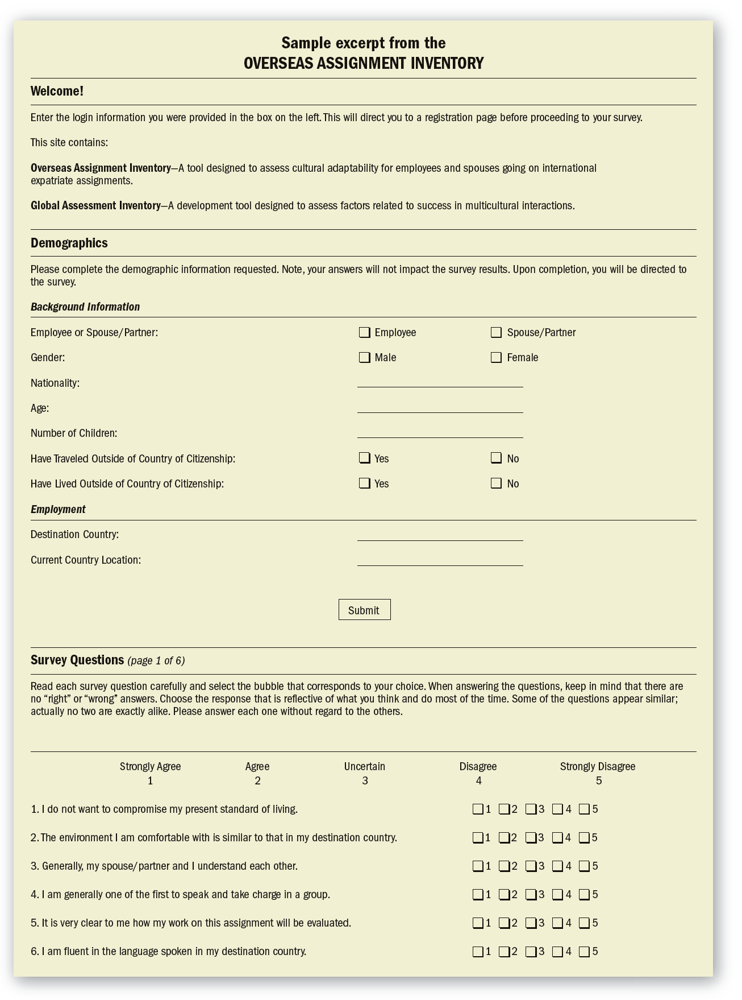 Sample excerpt from the
OVERSEAS ASSIGNMENT INVENTORY
Welcome!
Enter the login information you were provided in the box on the left. This will direct you to a registration page before proceeding to your survey.
This site contains:
Overseas Assignment Inventory—A tool designed to assess cultural adaptability for employees and spouses going on international
expatriate assignments.
Global Assessment Inventory—A development tool designed to assess factors related to success in multicultural interactions.
Demographics
Please complete the demographic information requested. Note, your answers will not impact the survey results. Upon completion, you will be directed to
the survey.
Background Information
Employee or Spouse/Partner: Employee Spouse/Partner
Gender: Male Female
Nationality:
Age:
Number of Children:
Have Traveled Outside of Country of Citizenship: Yes No
Have Lived Outside of Country of Citizenship: Yes No
Employment
Destination Country:
Current Country Location:
Submit
Survey Questions (page 1 of 6)
Read each survey question carefully and select the bubble that corresponds to your choice. When answering the questions, keep in mind that there are
no “right” or “wrong” answers. Choose the response that is reflective of what you think and do most of the time. Some of the questions appear similar;
actually no two are exactly alike. Please answer each one without regard to the others.
Strongly Agree Agree Uncertain Disagree Strongly Disagree
1 2 3 4 5
1. I do not want to compromise my present standard of living. 1 2 3 4 5
2. The environment I am comfortable with is similar to that in my destination country. 1 2 3 4 5
3. Generally, my spouse/partner and I understand each other. 1 2 3 4 5
4. I am generally one of the first to speak and take charge in a group. 1 2 3 4 5
5. It is very clear to me how my work on this assignment will be evaluated. 1 2 3 4 5
6. I am fluent in the language spoken in my destination country. 1 2 3 4 5